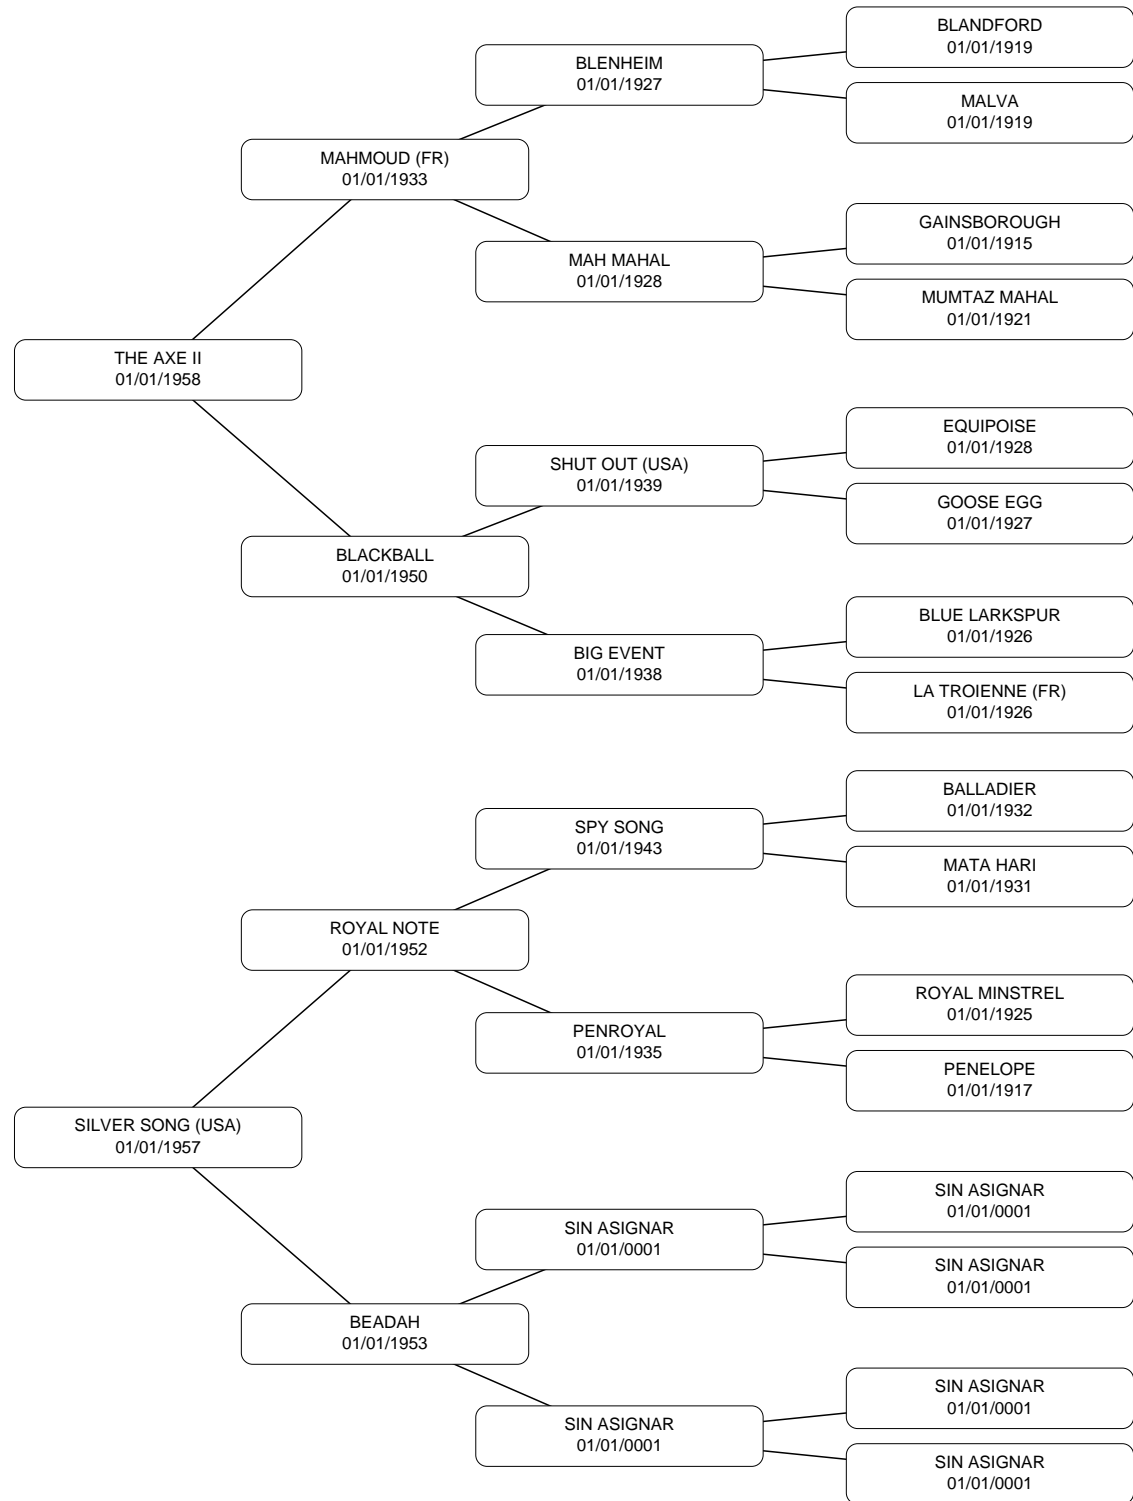 BLANDFORD
01/01/1919
BLENHEIM
01/01/1927
MALVA
01/01/1919
MAHMOUD (FR)
01/01/1933
GAINSBOROUGH
01/01/1915
MAH MAHAL
01/01/1928
MUMTAZ MAHAL
01/01/1921
THE AXE II
01/01/1958
EQUIPOISE
01/01/1928
SHUT OUT (USA)
01/01/1939
GOOSE EGG
01/01/1927
BLACKBALL
01/01/1950
BLUE LARKSPUR
01/01/1926
BIG EVENT
01/01/1938
LA TROIENNE (FR)
01/01/1926
BALLADIER
01/01/1932
SPY SONG
01/01/1943
MATA HARI
01/01/1931
ROYAL NOTE
01/01/1952
ROYAL MINSTREL
01/01/1925
PENROYAL
01/01/1935
PENELOPE
01/01/1917
SILVER SONG (USA)
01/01/1957
SIN ASIGNAR
01/01/0001
SIN ASIGNAR
01/01/0001
SIN ASIGNAR
01/01/0001
BEADAH
01/01/1953
SIN ASIGNAR
01/01/0001
SIN ASIGNAR
01/01/0001
SIN ASIGNAR
01/01/0001